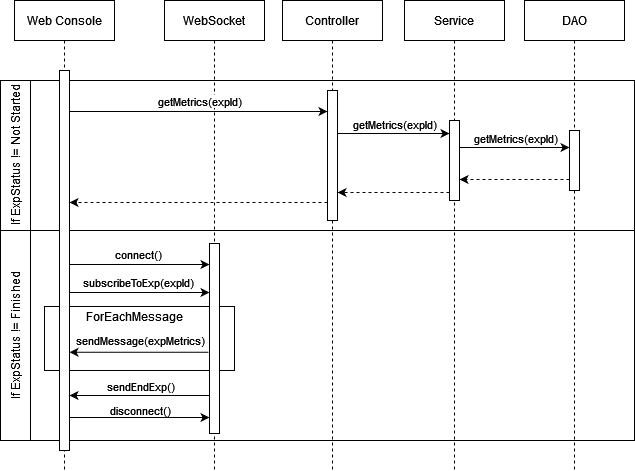 Web Console
WebSocket
Controller
Service
DAO
If ExpStatus != Not Started
getMetrics(expId)
getMetrics(expId)
getMetrics(expId)
If ExpStatus != Finished
connect()
subscribeToExp(expId)
ForEachMessage
sendMessage(expMetrics)
sendEndExp()
disconnect()